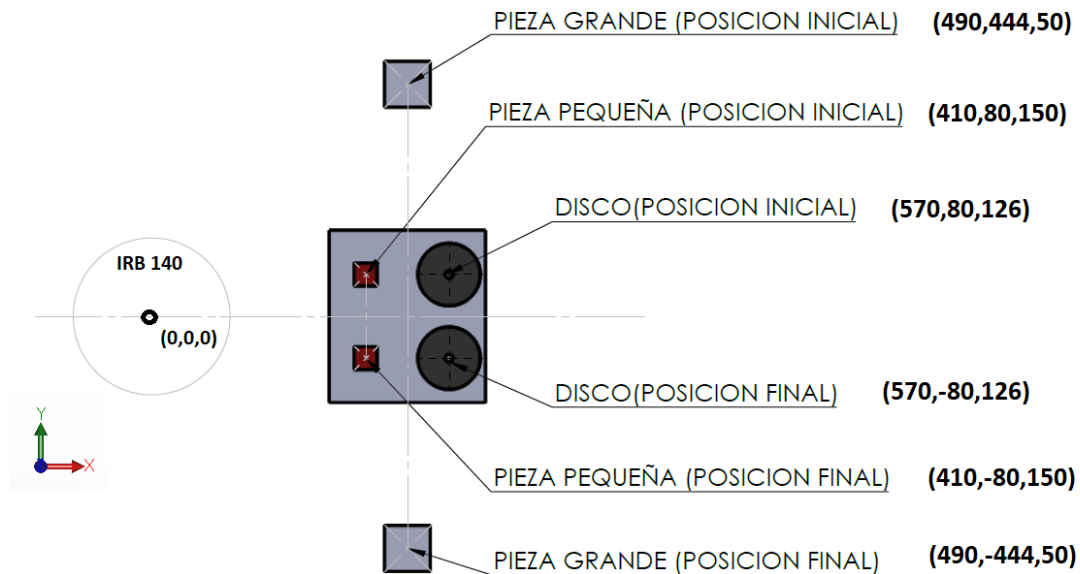 PIEZA GRANDE (POSICION INICIAL) (490,444,50)
PIEZA PEQUEÑA (POSICION INICIAL) (410,80,150)
DISCO(POSICION INICIAL) (570,80,126)
IRB 140
(0,0,0)
DISCO(POSICION FINAL) (570,-80,126)
Y
X
PIEZA PEQUEÑA (POSICION FINAL) (410,-80,150)
PIEZA GRANDE (POSICION FINAL) (490,-444,50)